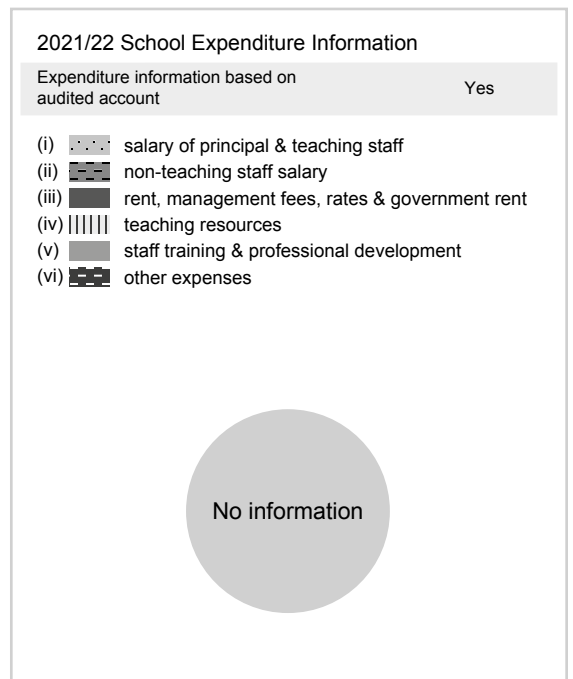 2021/22 School Expenditure Information
Expenditure information based on
audited account
Yes
(i) salary of principal & teaching staff
(ii) non-teaching staff salary
(iii) rent, management fees, rates & government rent
(iv) teaching resources
(v) staff training & professional development
(vi) other expenses
No information